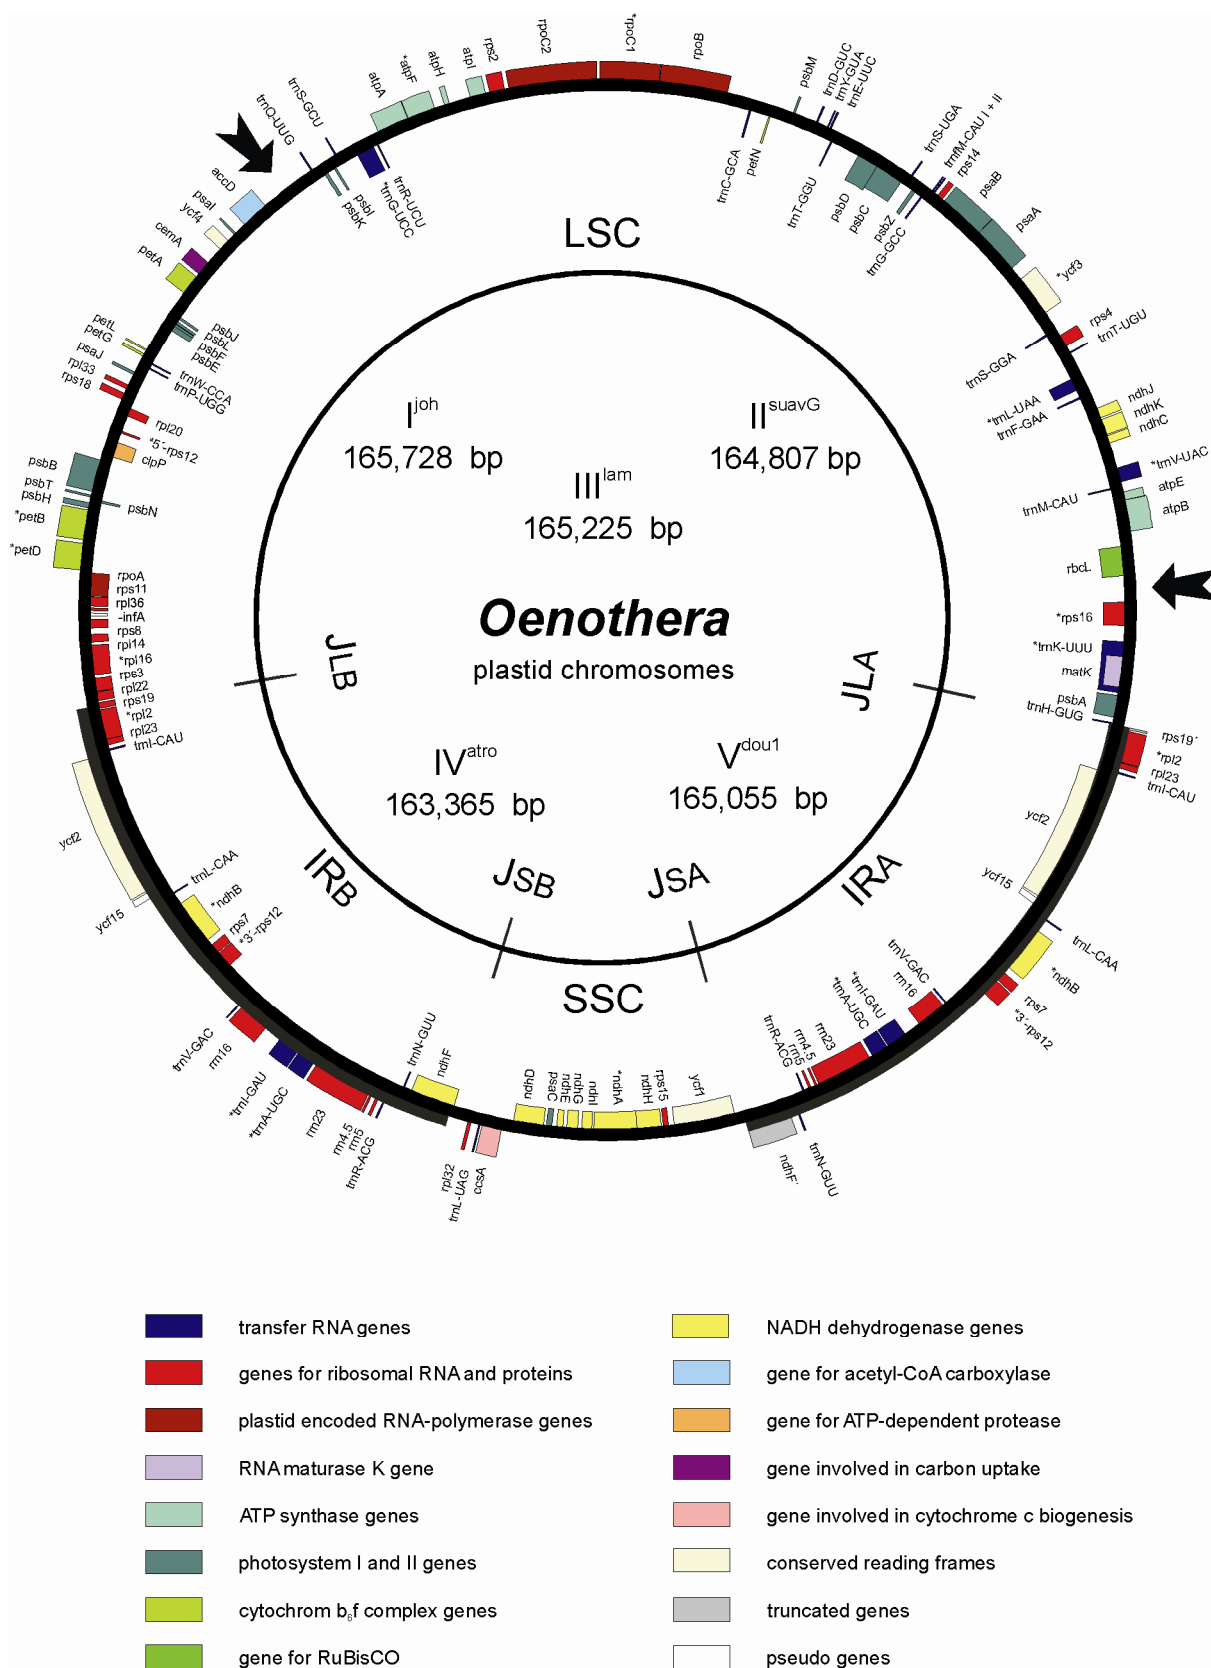 rpoC2
*rpoC1
rpoB
rps2
atpI
atpH
*atpF
atpA
trnS-GCU
trnQ-UUG
trnR-UCU
*trnG-UCC
psbI
psbK
accD
psaI
ycf4
cemA
petA
psbJ
psbL
psbF
psbE
petL
petG
psaJ
rpl33
rps18
trnW-CCA
trnP-UGG
rpl20
*5´-rps12
clpP
psbB
psbT
psbH
psbN
*petB
*petD
rpoA
rps11
rpl36
-infA
rps8
rpl14
*rpl16
rps3
rpl22
rps19
*rpl2
rpl23
trnI-CAU
ycf2
ycf15
trnL-CAA
*ndhB
rps7
*3´-rps12
trnV-GAC
rrn16
*trnI-GAU
*trnA-UGC
rrn23
rrn4.5
rrn5
trnR-ACG
trnN-GUU
ndhF
rpl32
trnL-UAG
ccsA
ndhD
psaC
ndhE
ndhG
ndhI
*ndhA
ndhH
rps15
ycf1
ndhF´
trnN-GUU
trnR-ACG
rrn5
rrn4.5
rrn23
*trnA-UGC
*trnI-GAU
rrn16
trnV-GAC
*3´-rps12
rps7
*ndhB
trnL-CAA
ycf15
ycf2
trnI-CAU
rpl23
*rpl2
rps19´
trnH-GUG
psbA
matK
*trnK-UUU
*rps16
rbcL
atpB
atpE
trnM-CAU
*trnV-UAC
ndhC
ndhK
ndhJ
trnF-GAA
*trnL-UAA
trnT-UGU
rps4
trnS-GGA
*ycf3
psaA
psaB
rps14
trnfM-CAU I + II
trnG-GCC
psbZ
trnS-UGA
psbC
psbD
trnT-GGU
trnE-UUC
trnY-GUA
trnD-GUC
psbM
petN
trnC-GCA
LSC
I joh
165,728 bp
II suavG
164,807 bp
III lam
165,225 bp
Oenothera
plastid chromosomes
JLB
JLA
IV atro
163,365 bp
V dou1
165,055 bp
IRB
JSB
JSA
IRA
SSC
transfer RNA genes
genes for ribosomal RNA and proteins
plastid encoded RNA-polymerase genes
RNA maturase K gene
ATP synthase genes
photosystem I and II genes
cytochrom b6f complex genes
gene for RuBisCO
NADH dehydrogenase genes
gene for acetyl-CoA carboxylase
gene for ATP-dependent protease
gene involved in carbon uptake
gene involved in cytochrome c biogenesis
conserved reading frames
truncated genes
pseudo genes